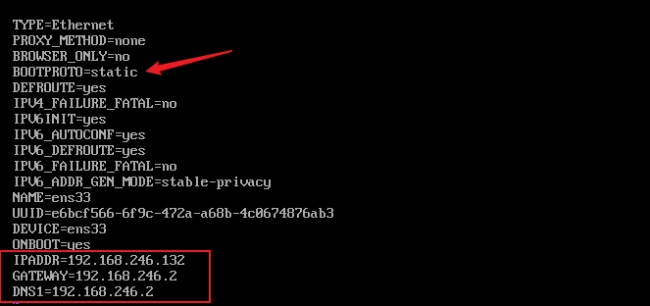 TYPE=Ethernet
PROXY_METHOD=none
BROWSER_ONLY=no
BOOTPROTO=static
DEFROUTE=yes
IPV4_FAILURE_FATAL=no
IPV6INIT=yes
IPV6_AUTOCONF=yes
IPV6_DEFROUTE=yes
IPV6_FAILURE_FATAL=no
IPV6_ADDR_GEN_MODE=stable-privacy
NAME=ens33
UUID=e6bcf566-6f9c-472a-a68b-4c0674876ab3
DEVICE=ens33
ONBOOT=yes
IPADDR=192.168.246.132
GATEWAY=192.168.246.2
DNS1=192.168.246.2